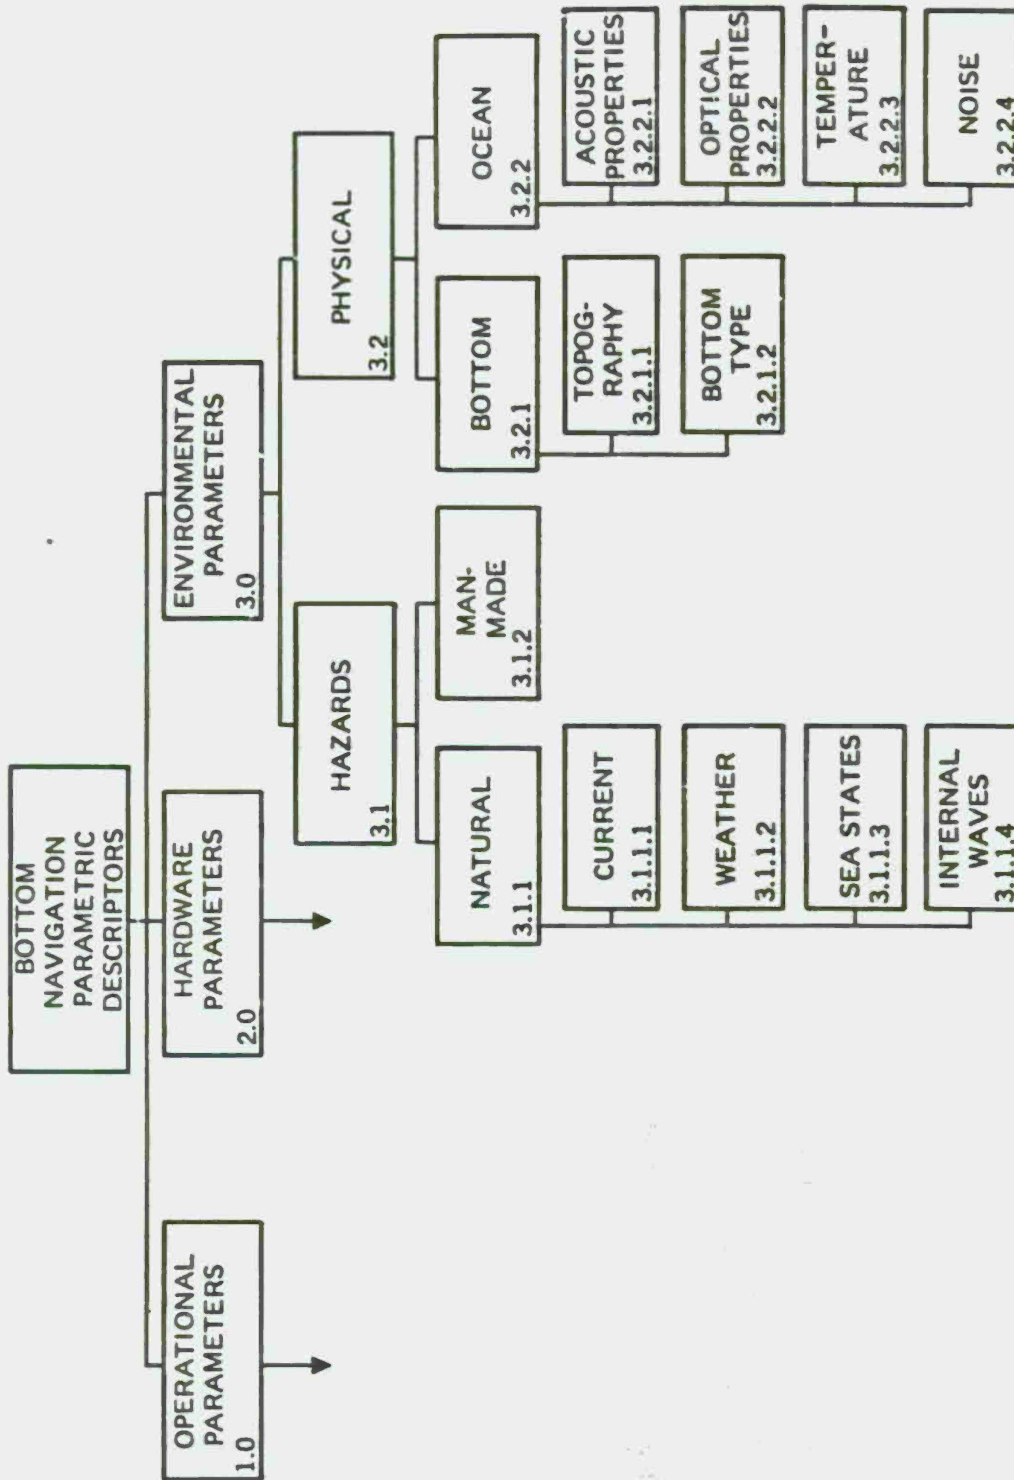 BOTTOM
NAVIGATION
PARAMETRIC
DESCRIPTORS
OPERATIONAL
PARAMETERS
1.0
HARDWARE
PARAMETERS
2.0
ENVIRONMENTAL
PARAMETERS
3.0
HAZARDS
3.1
PHYSICAL
3.2
NATURAL
3.1.1
MAN-
MADE
3.1.2
BOTTOM
3.2.1
OCEAN
3.2.2
CURRENT
3.1.1.1
WEATHER
3.1.1.2
SEA STATES
3.1.1.3
INTERNAL
WAVES
3.1.1.4
TOPOG-
RAPHY
3.2.1.1
BOTTOM
TYPE
3.2.1.2
ACOUSTIC
PROPERTIES
3.2.2.1
OPTICAL
PROPERTIES
3.2.2.2
TEMPER-
ATURE
3.2.2.3
NOISE
3.2.2.4